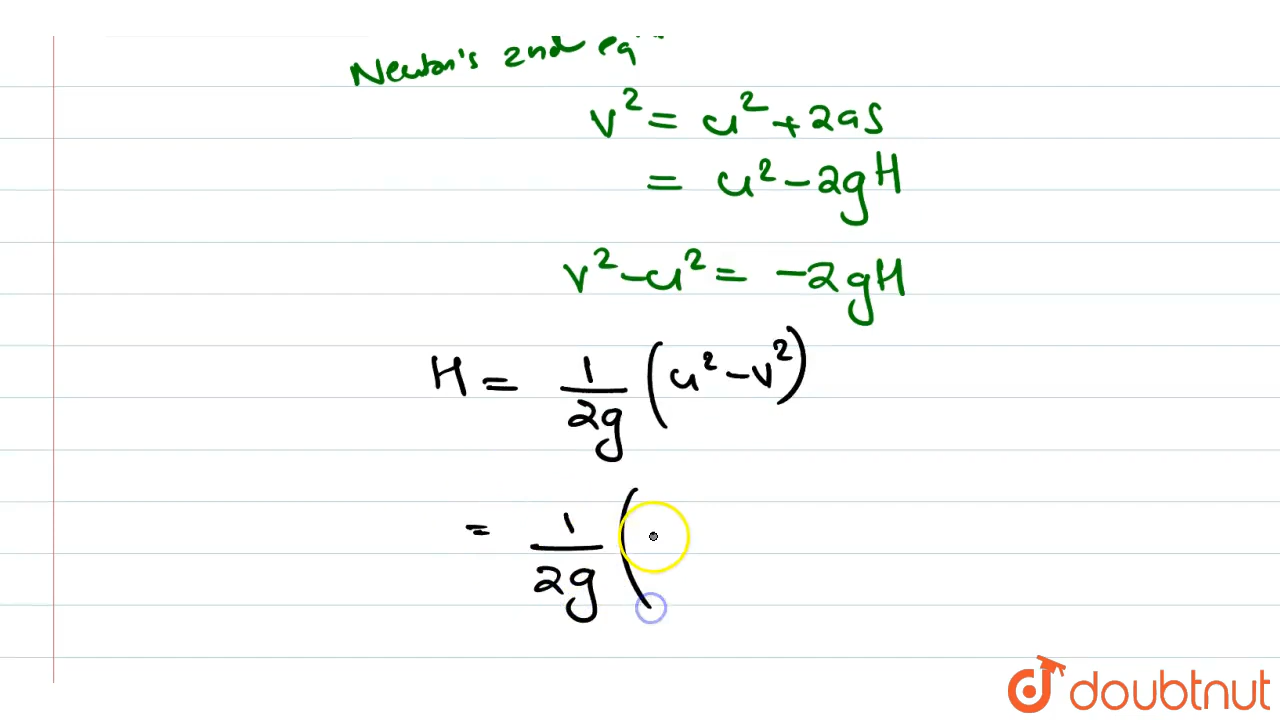 Newton's 2nd eq
v² = u² + 2as
= u² - 2gH
v² - u² = -2gH
H = 1/2g (u² - v²)
= 1/2g (
doubtnut